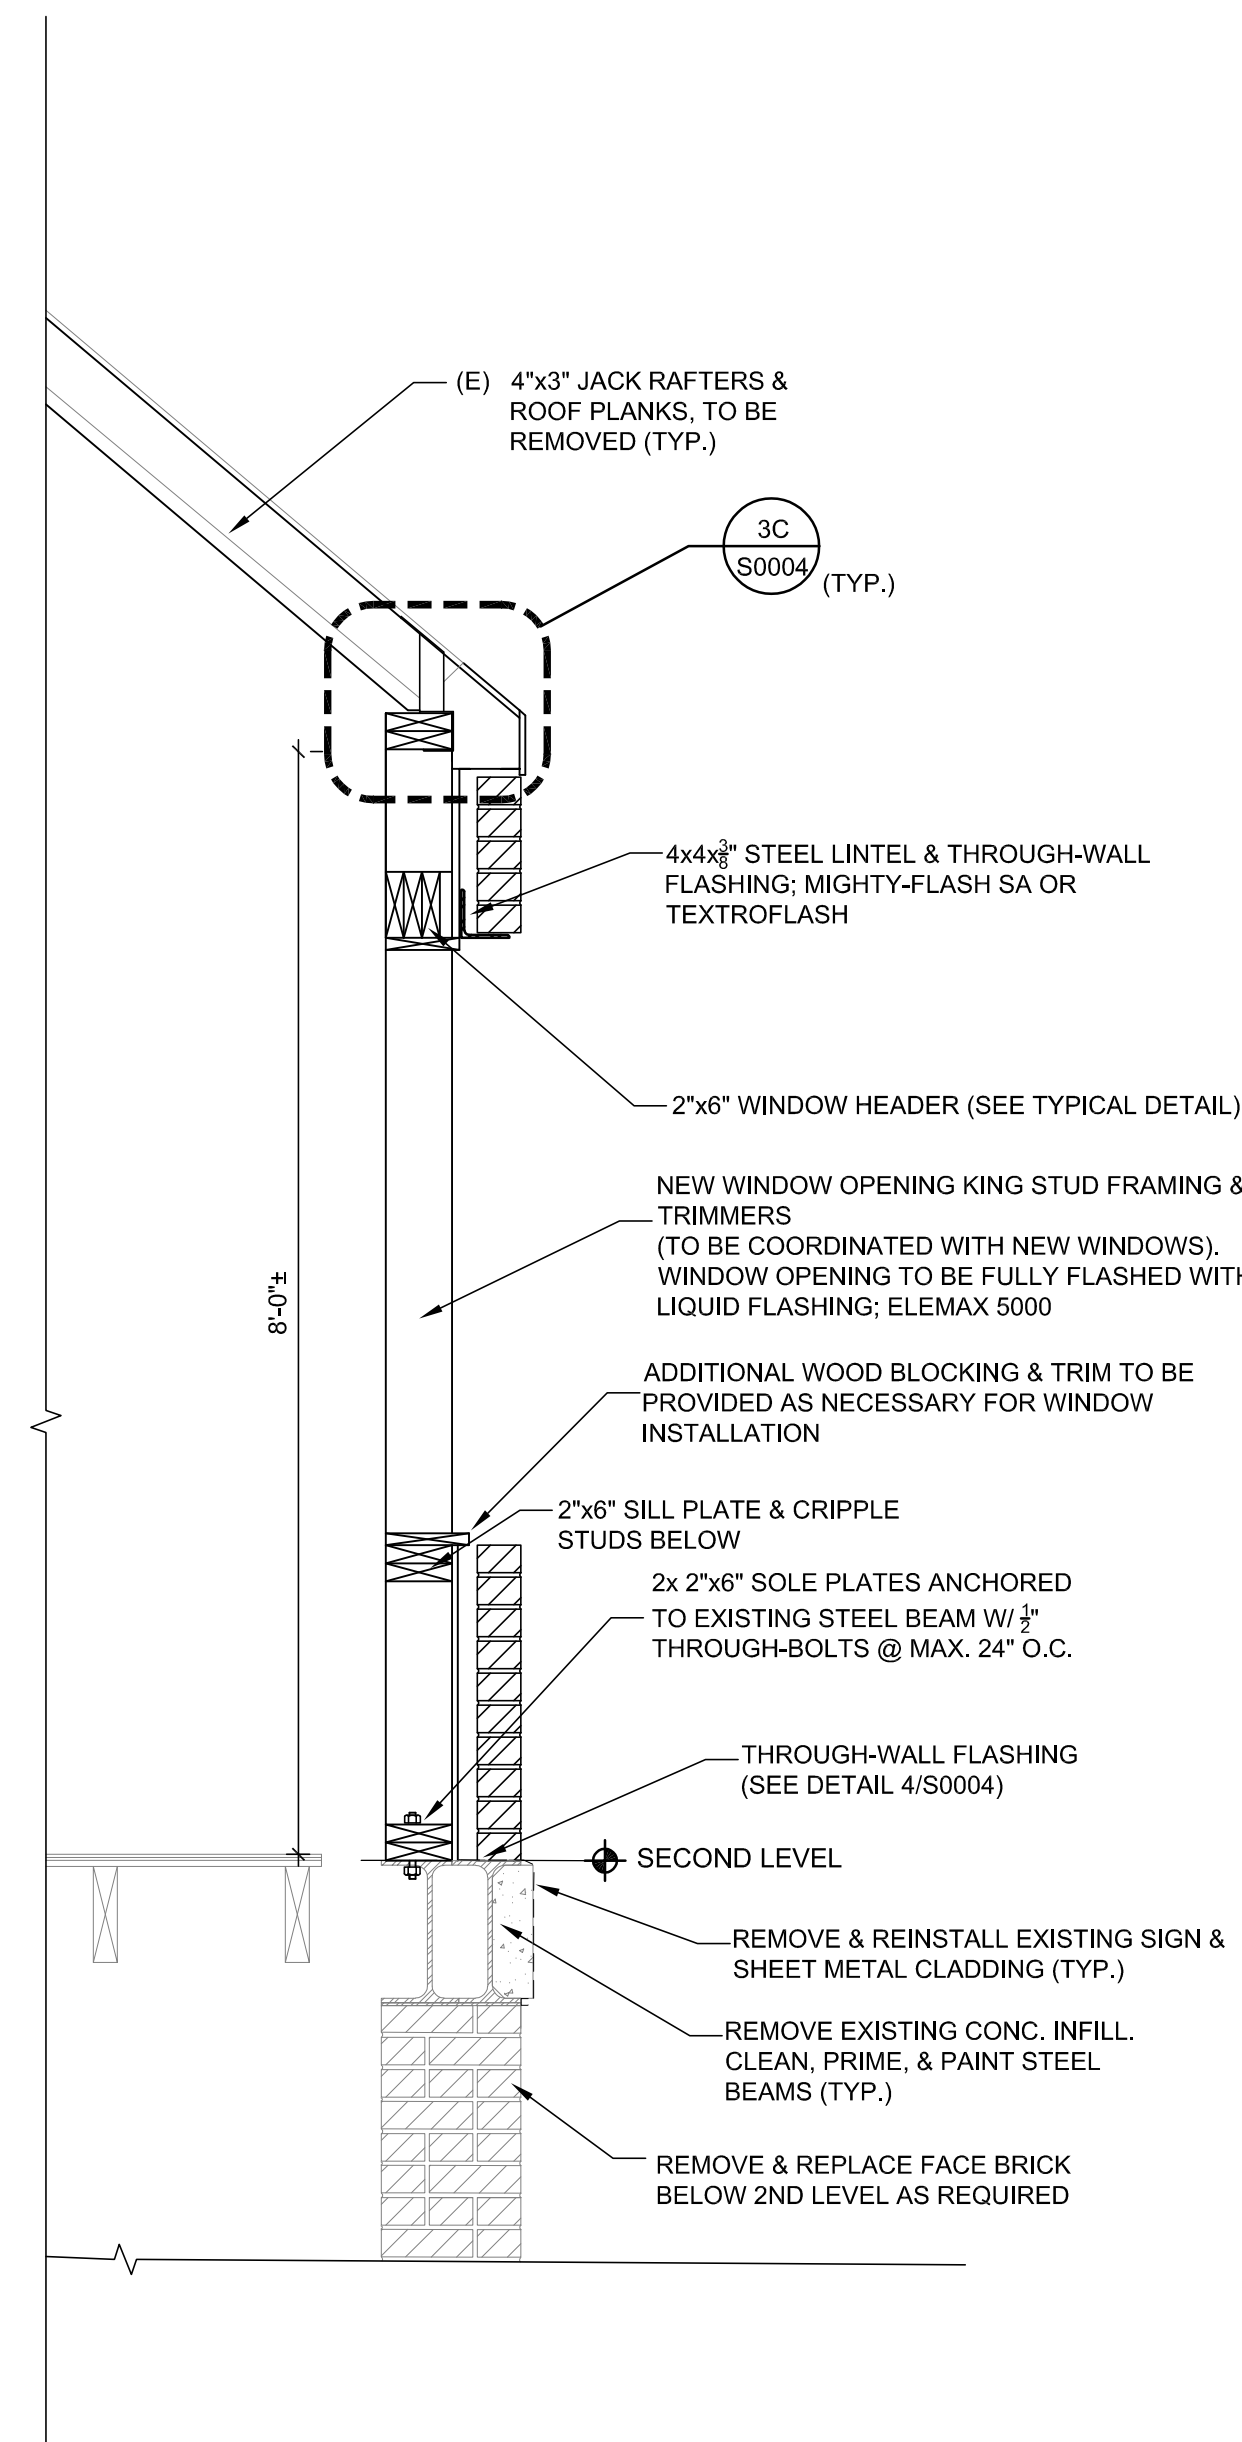 (E) 4"x3" JACK RAFTERS &
ROOF PLANKS, TO BE
REMOVED (TYP.)
3C
S0004
(TYP.)
4x4x3/8" STEEL LINTEL & THROUGH-WALL
FLASHING; MIGHTY-FLASH SA OR
TEXTROFLASH
2"x6" WINDOW HEADER (SEE TYPICAL DETAIL)
NEW WINDOW OPENING KING STUD FRAMING &
TRIMMERS
(TO BE COORDINATED WITH NEW WINDOWS).
WINDOW OPENING TO BE FULLY FLASHED WITH
LIQUID FLASHING; ELEMAX 5000
8'-0"±
ADDITIONAL WOOD BLOCKING & TRIM TO BE
PROVIDED AS NECESSARY FOR WINDOW
INSTALLATION
2"x6" SILL PLATE & CRIPPLE
STUDS BELOW
2x 2"x6" SOLE PLATES ANCHORED
TO EXISTING STEEL BEAM W/ 1/2"
THROUGH-BOLTS @ MAX. 24" O.C.
THROUGH-WALL FLASHING
(SEE DETAIL 4/S0004)
SECOND LEVEL
REMOVE & REINSTALL EXISTING SIGN &
SHEET METAL CLADDING (TYP.)
REMOVE EXISTING CONC. INFILL.
CLEAN, PRIME, & PAINT STEEL
BEAMS (TYP.)
REMOVE & REPLACE FACE BRICK
BELOW 2ND LEVEL AS REQUIRED